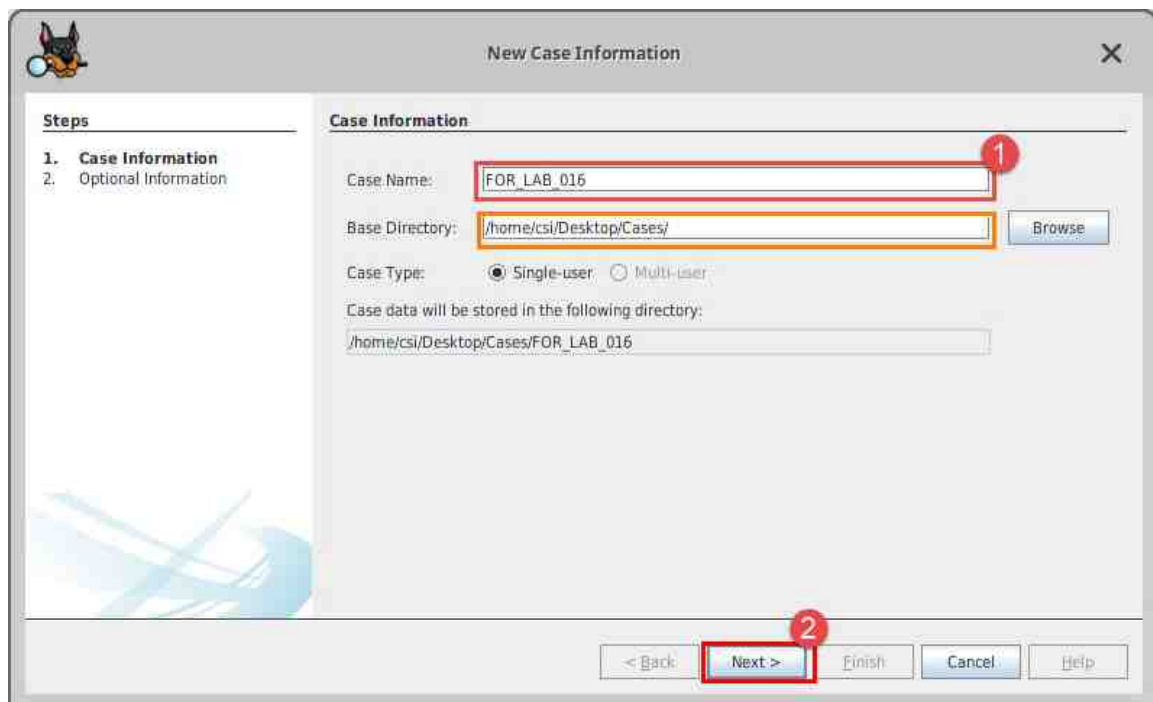 New Case Information
Steps
1. Case Information
2. Optional Information
Case Information
1
Case Name: FOR_LAB_016
Base Directory: /home/csi/Desktop/Cases/ Browse
Case Type: Single-user Multi-user
Case data will be stored in the following directory:
/home/csi/Desktop/Cases/FOR_LAB_016
2
< Back Next > Finish Cancel Help